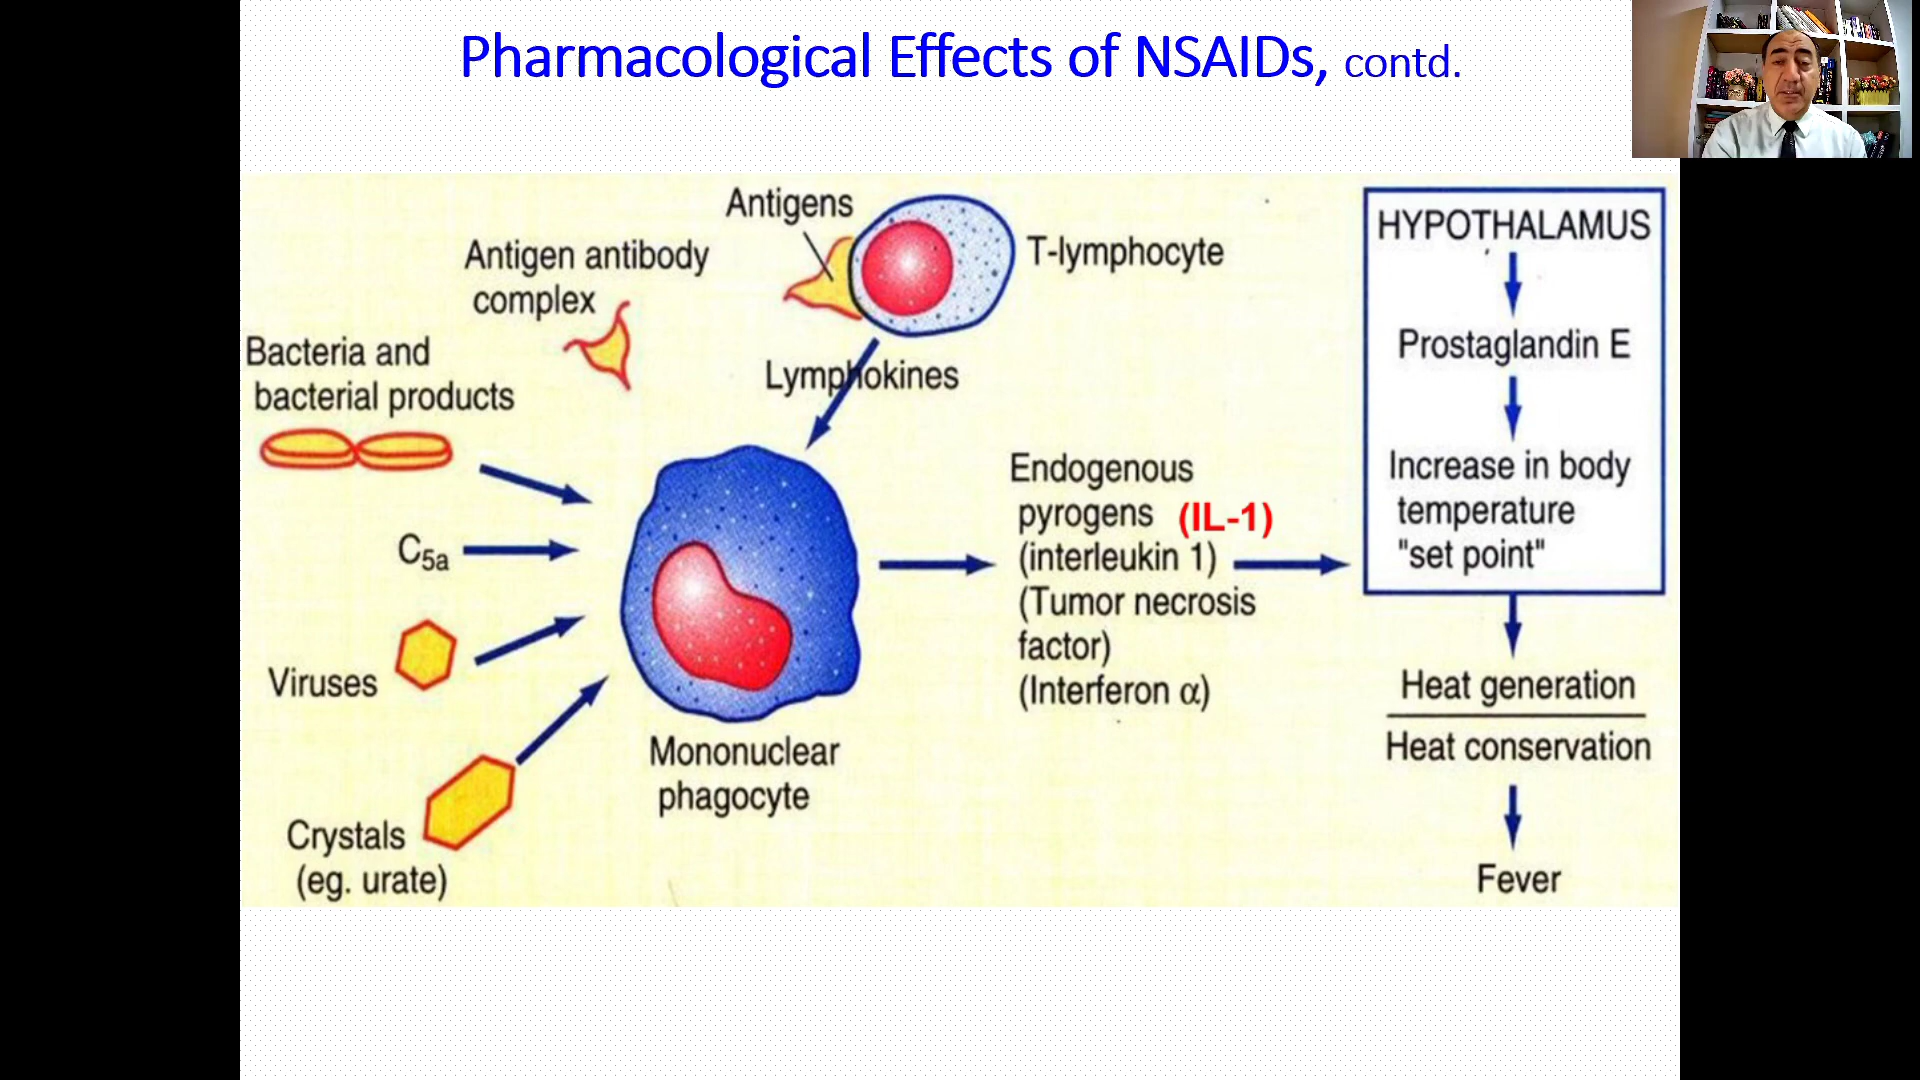 Pharmacological Effects of NSAIDs, contd.
Antigens
T-lymphocyte
Antigen antibody
complex
Lymphokines
Bacteria and
bacterial products
C5a
Viruses
Crystals
(eg. urate)
Mononuclear
phagocyte
Endogenous
pyrogens (IL-1)
(interleukin 1)
(Tumor necrosis
factor)
(Interferon α)
HYPOTHALAMUS
Prostaglandin E
Increase in body
temperature
"set point"
Heat generation
Heat conservation
Fever